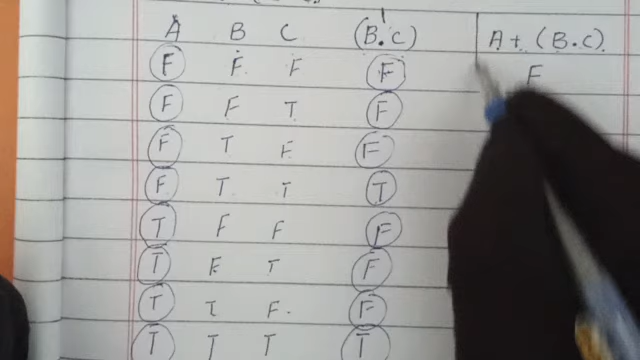 A B C (B.C) A + (B.C)
F F F F F
F F T F
F T F F
F T T T
T F F F
T F T F
T T F F
T T T T